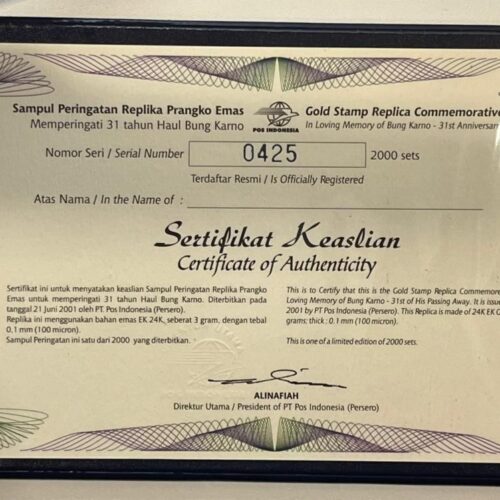 Sampul Peringatan Replika Prangko Emas
Memperingati 31 tahun Haul Bung Karno
POS INDONESIA
Gold Stamp Replica Commemorative
In Loving Memory of Bung Karno - 31st Anniversar
Nomor Seri / Serial Number
0425
2000 sets
Terdaftar Resmi / Is Officially Registered
Atas Nama / In the Name of :
Sertifikat Keaslian
Certificate of Authenticity
Sertifikat ini untuk menyatakan keaslian Sampul Peringatan Replika Prangko
Emas untuk memperingati 31 tahun Haul Bung Karno. Diterbitkan pada
tanggal 21 Juni 2001 oleh PT. Pos Indonesia (Persero).
Replika ini menggunakan bahan emas EK 24K, seberat 3 gram, dengan tebal
0,1 mm (100 micron).
Sampul Peringatan ini satu dari 2000 yang diterbitkan.
This is to Certify that this is the Gold Stamp Replica Commemora
Loving Memory of Bung Karno - 31st of His Passing Away. It is issue
2001 by PT Pos Indonesia (Persero). This Replica is made of 24K EK G
grams; thick : 0.1 mm (100 micron).
This is one of a limited edition of 2000 sets.
ALINAFIAH
Direktur Utama / President of PT Pos Indonesia (Persero)